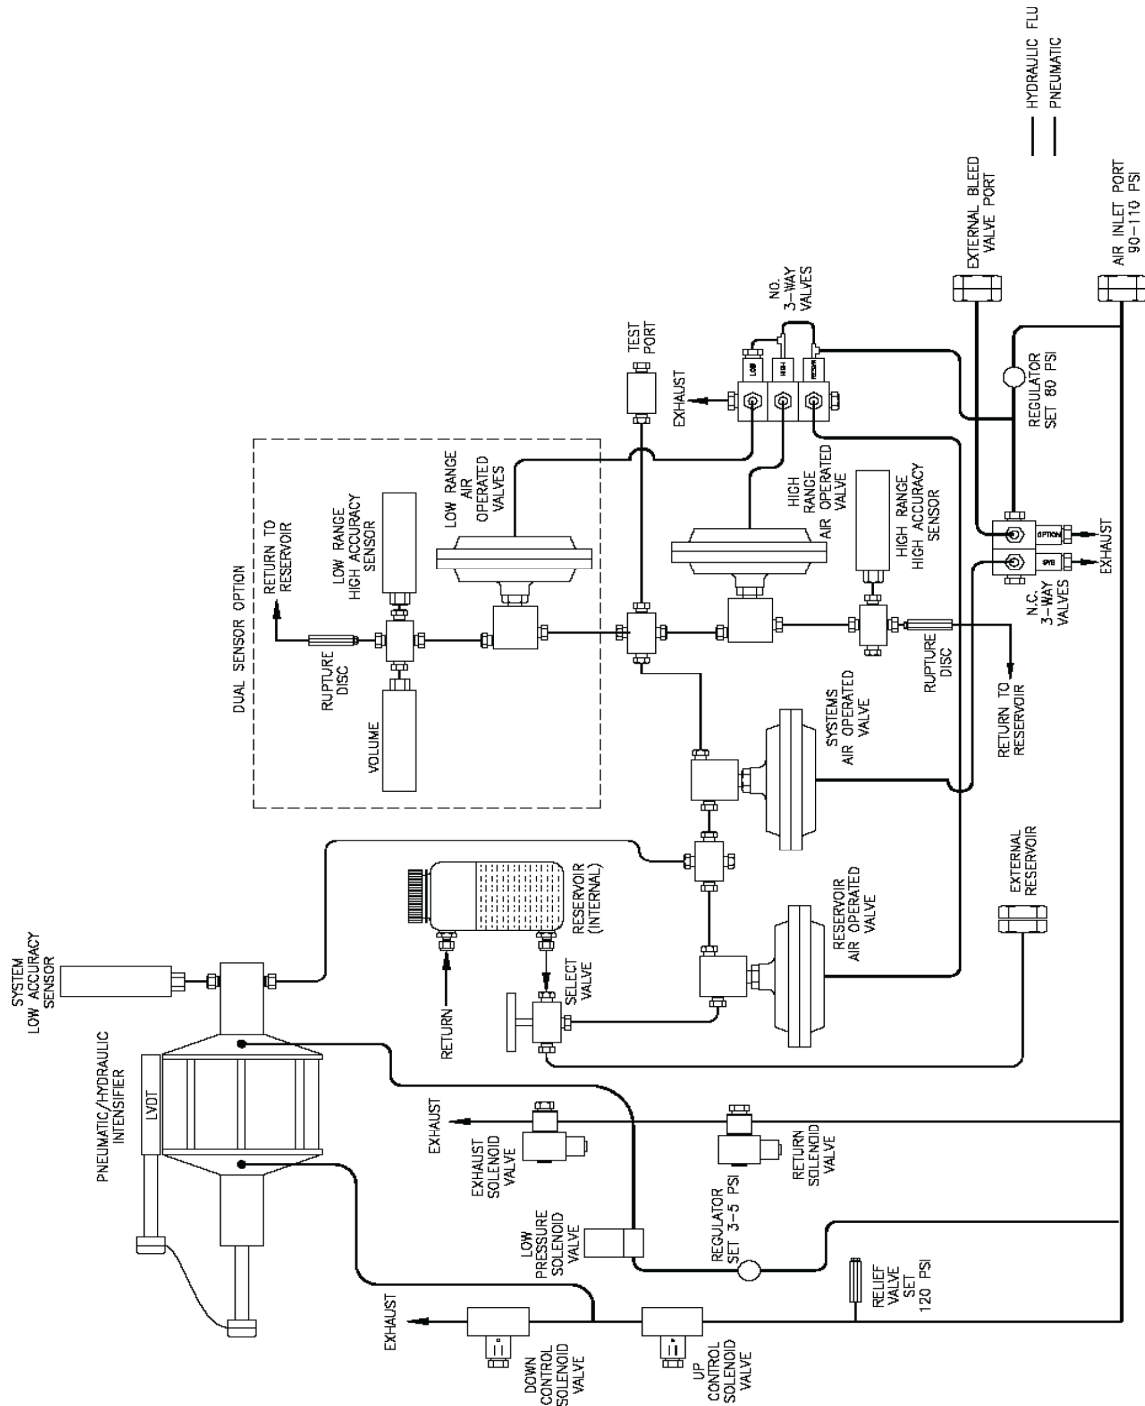 SYSTEM
LOW ACCURACY
SENSOR
PNEUMATIC/HYDRAULIC
INTENSIFIER
LVDT
EXHAUST
DOWN
CONTROL
SOLENOID
VALVE
UP
CONTROL
SOLENOID
VALVE
LOW
PRESSURE
SOLENOID
VALVE
REGULATOR
SET 3-5 PSI
RELIEF
VALVE
SET
120 PSI
EXHAUST
EXHAUST
SOLENOID
VALVE
RETURN
SOLENOID
VALVE
RETURN
RESERVOIR
(INTERNAL)
SELECT
VALVE
RESERVOIR
AIR OPERATED
VALVE
EXTERNAL
RESERVOIR
SYSTEMS
AIR OPERATED
VALVE
DUAL SENSOR OPTION
RETURN TO
RESERVOIR
RUPTURE
DISC
VOLUME
LOW RANGE
HIGH ACCURACY
SENSOR
LOW RANGE
AIR
OPERATED
VALVES
TEST
PORT
EXHAUST
LOW
HIGH
NO.
3-WAY
VALVES
HIGH
RANGE
AIR OPERATED
VALVE
HIGH RANGE
HIGH ACCURACY
SENSOR
RUPTURE
DISC
RETURN TO
RESERVOIR
N.C.
3-WAY
VALVES
OPTION
SYS
EXHAUST
REGULATOR
SET 80 PSI
EXTERNAL BLEED
VALVE PORT
AIR INLET PORT
90-110 PSI
HYDRAULIC FLU
PNEUMATIC